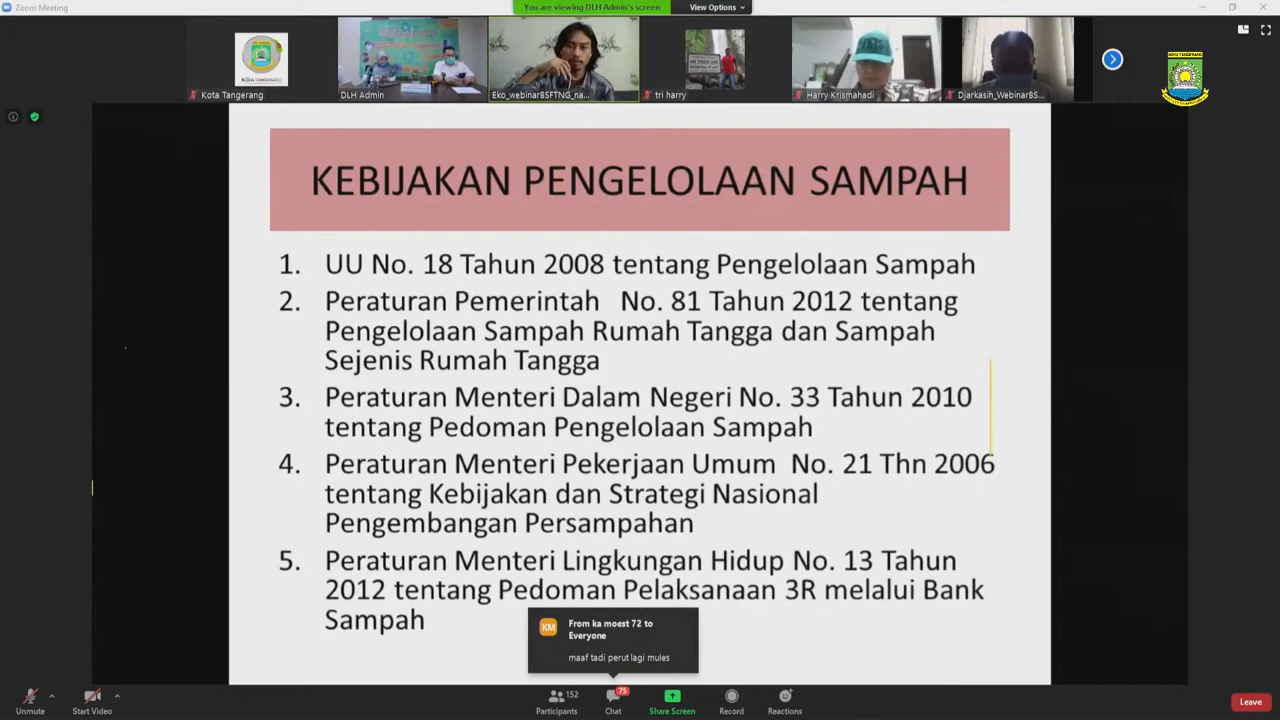 Zoom Meeting
You are viewing DLH Admin's screen
View Options
KOTA TANGERANG
Kota Tangerang
DLH Admin
Eko_webinarBSFTNG_na...
tri harry
Harry Krismahadi
Djarkasih_WebinarBS...
KOTA TANGERANG
KEBIJAKAN PENGELOLAAN SAMPAH
1. UU No. 18 Tahun 2008 tentang Pengelolaan Sampah
2. Peraturan Pemerintah No. 81 Tahun 2012 tentang
Pengelolaan Sampah Rumah Tangga dan Sampah
Sejenis Rumah Tangga
3. Peraturan Menteri Dalam Negeri No. 33 Tahun 2010
tentang Pedoman Pengelolaan Sampah
4. Peraturan Menteri Pekerjaan Umum No. 21 Thn 2006
tentang Kebijakan dan Strategi Nasional
Pengembangan Persampahan
5. Peraturan Menteri Lingkungan Hidup No. 13 Tahun
2012 tentang Pedoman Pelaksanaan 3R melalui Bank
Sampah
KM
From ka moest 72 to
Everyone
maaf tadi perut lagi mules
Unmute
Start Video
152
Participants
75
Chat
Share Screen
Record
Reactions
Leave